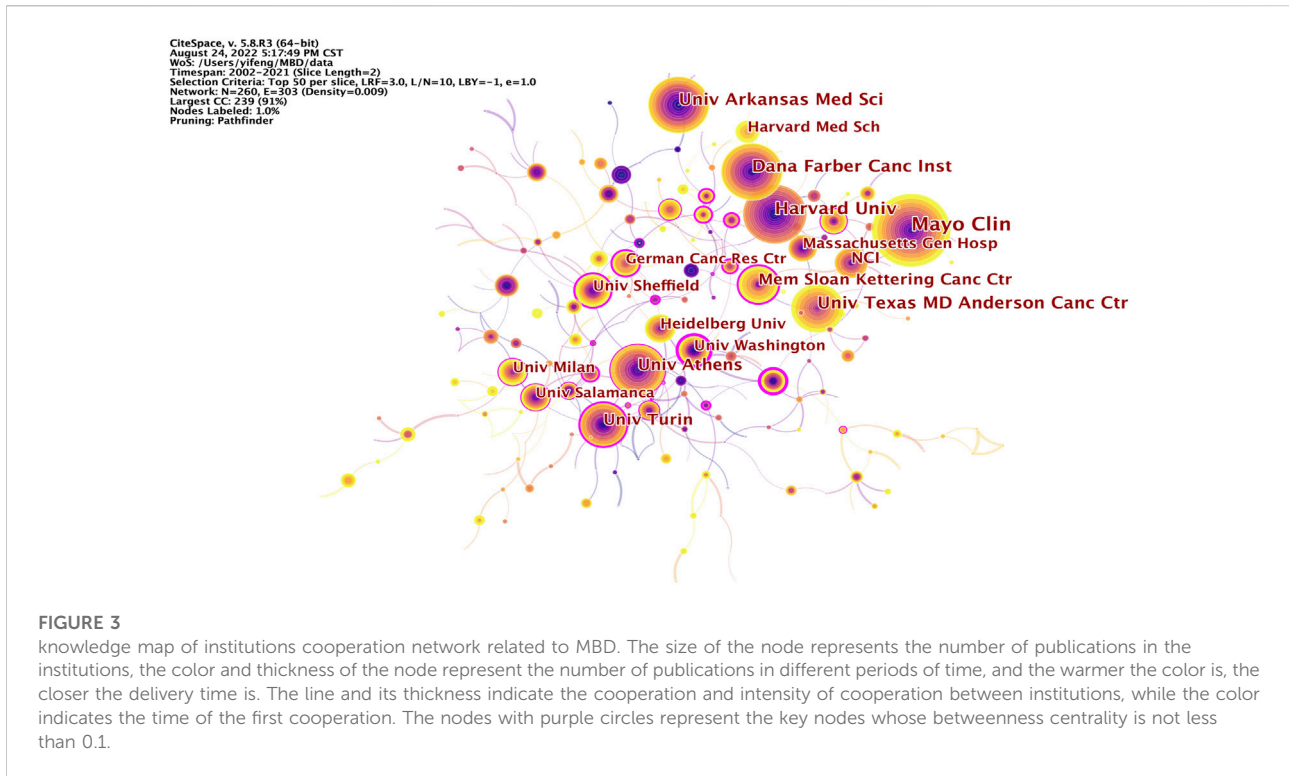 CiteSpace, v. 5.8.R3 (64-bit)
August 24, 2022 5:17:49 PM CST
WoS: /Users/yifeng/MBD/data
Timespan: 2002-2021 (Slice Length=2)
Selection Criteria: Top 50 per slice, LRF=3.0, L/N=10, LBY=-1, e=1.0
Network: N=260, E=303 (Density=0.009)
Largest CC: 239 (91%)
Nodes Labeled: 1.0%
Pruning: Pathfinder
Univ Arkansas Med Sci
Harvard Med Sch
Dana Farber Canc Inst
Harvard Univ
Mayo Clin
Massachusetts Gen Hosp
NCI
German Canc Res Ctr
Mem Sloan Kettering Canc Ctr
Univ Sheffield
Univ Texas MD Anderson Canc Ctr
Heidelberg Univ
Univ Washington
Univ Athens
Univ Milan
Univ Salamanca
Univ Turin
FIGURE 3
knowledge map of institutions cooperation network related to MBD. The size of the node represents the number of publications in the
institutions, the color and thickness of the node represent the number of publications in different periods of time, and the warmer the color is, the
closer the delivery time is. The line and its thickness indicate the cooperation and intensity of cooperation between institutions, while the color
indicates the time of the first cooperation. The nodes with purple circles represent the key nodes whose betweenness centrality is not less
than 0.1.